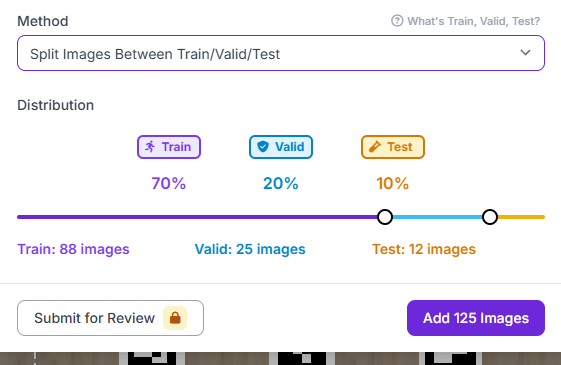 Method
What's Train, Valid, Test?
Split Images Between Train/Valid/Test
Distribution
Train Valid Test
70% 20% 10%
Train: 88 images Valid: 25 images Test: 12 images
Submit for Review Add 125 Images